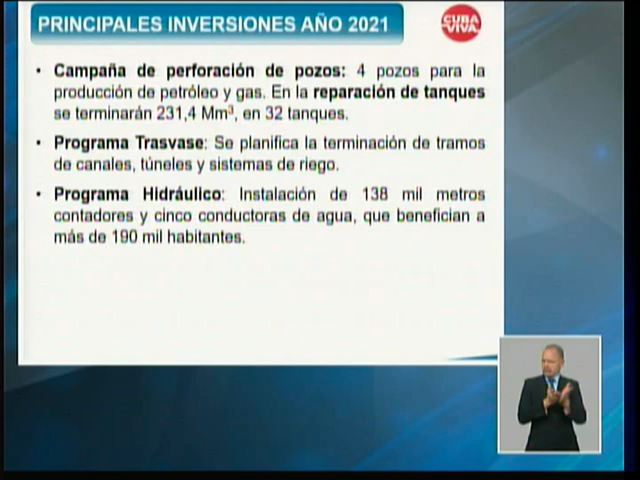 PRINCIPALES INVERSIONES AÑO 2021
CUBA
VIVA
• Campaña de perforación de pozos: 4 pozos para la
producción de petróleo y gas. En la reparación de tanques
se terminarán 231,4 Mm³, en 32 tanques.
• Programa Trasvase: Se planifica la terminación de tramos
de canales, túneles y sistemas de riego.
• Programa Hidráulico: Instalación de 138 mil metros
contadores y cinco conductoras de agua, que benefician a
más de 190 mil habitantes.